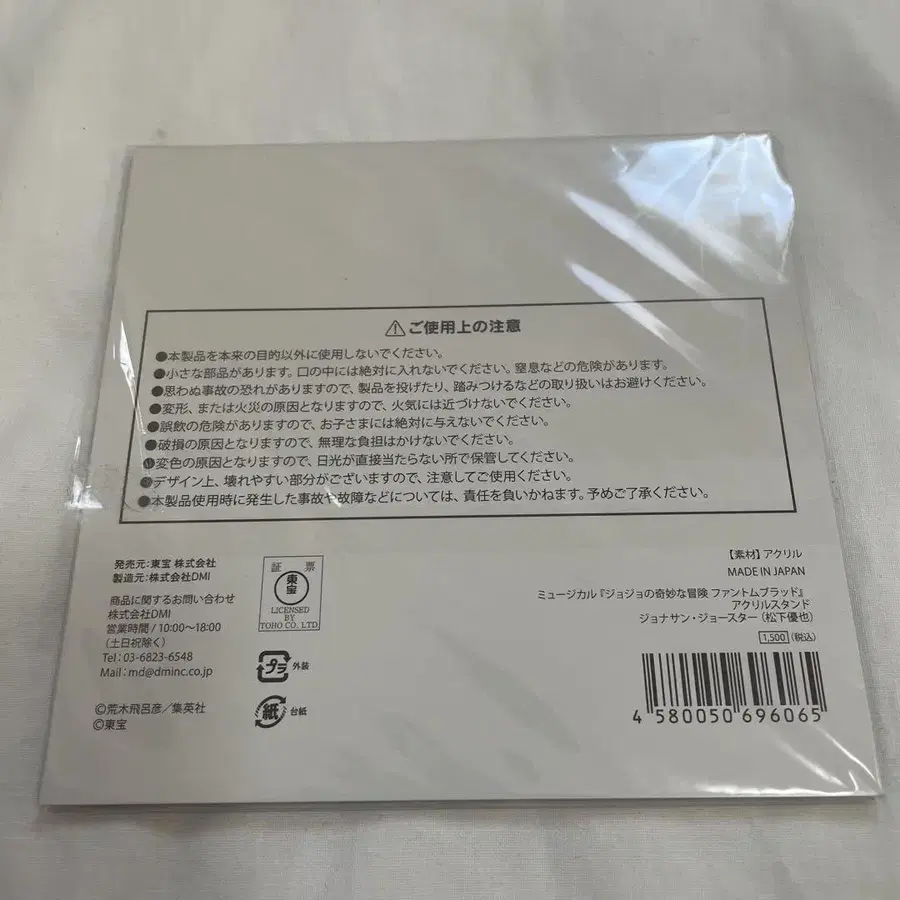 ⚠ご使用上の注意
●本製品を本来の目的以外に使用しないでください。
●小さな部品があります。口の中には絶対に入れないでください。窒息などの危険があります。
●思わぬ事故の恐れがありますので、製品を投げたり、踏みつけるなどの取り扱いはお避けください。
●変形、または火災の原因となりますので、火気には近づけないでください。
●誤飲の危険がありますので、お子さまには絶対に与えないでください。
●破損の原因となりますので、無理な負担はかけないでください。
●変色の原因となりますので、日光が直接当たらない所で保管してください。
●デザイン上、壊れやすい部分がございますので、注意してご使用ください。
●本製品使用時に発生した事故や故障などについては、責任を負いかねます。予めご了承ください。
発売元:東宝 株式会社
製造元:株式会社DMI
商品に関するお問い合わせ
株式会社DMI
営業時間/10:00〜18:00
(土日祝除く)
Tel:03-6823-6548
Mail:md@dminc.co.jp
©荒木飛呂彦/集英社
©東宝
証 票
東宝
LICENSED
BY
TOHO CO. LTD
プラ 外装
紙 台紙
【素材】アクリル
MADE IN JAPAN
ミュージカル『ジョジョの奇妙な冒険 ファントムブラッド』
アクリルスタンド
ジョナサン・ジョースター(松下優也)
1,500 (税込)
4 580050 696065